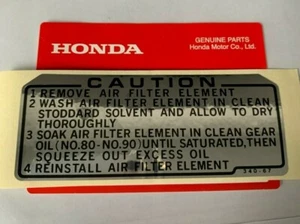 HONDA
GENUINE PARTS
Honda Motor Co., Ltd.
CAUTION
1 REMOVE AIR FILTER ELEMENT
2 WASH AIR FILTER ELEMENT IN CLEAN
STODDARD SOLVENT AND ALLOW TO DRY
THOROUGHLY
3 SOAK AIR FILTER ELEMENT IN CLEAN GEAR
OIL (NO.80-NO.90) UNTIL SATURATED, THEN
SQUEEZE OUT EXCESS OIL
4 REINSTALL AIR FILTER ELEMENT
340-67